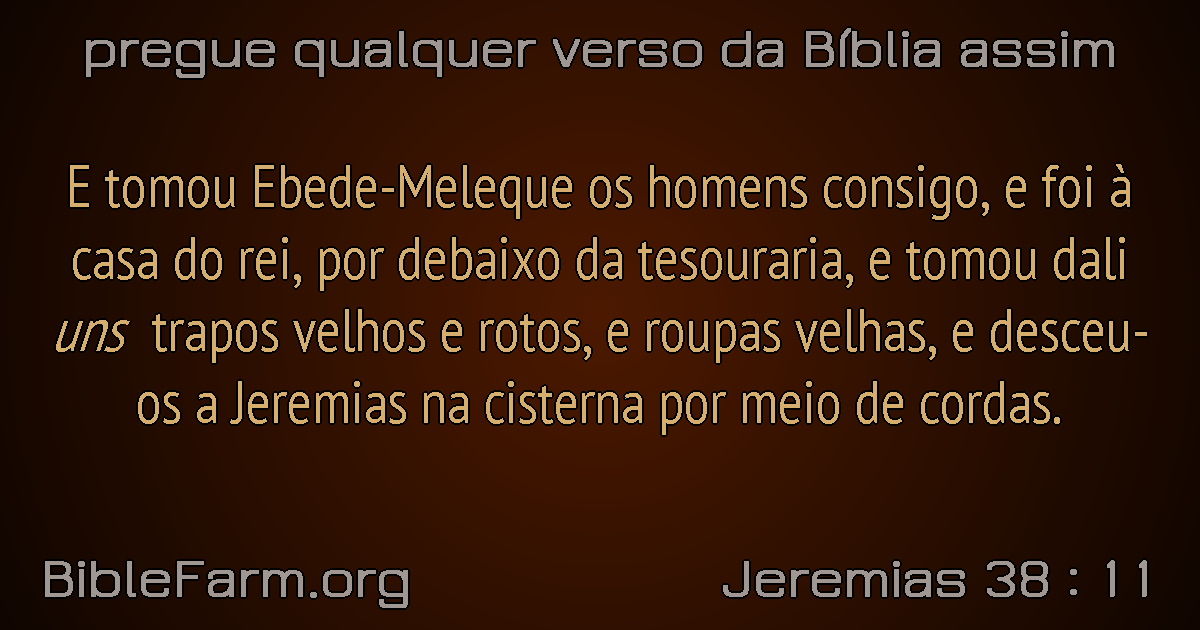 pregue qualquer verso da Bíblia assim
E tomou Ebede-Meleque os homens consigo, e foi à
casa do rei, por debaixo da tesouraria, e tomou dali
uns trapos velhos e rotos, e roupas velhas, e desceu-
os a Jeremias na cisterna por meio de cordas.
BibleFarm.org
Jeremias 38 : 11